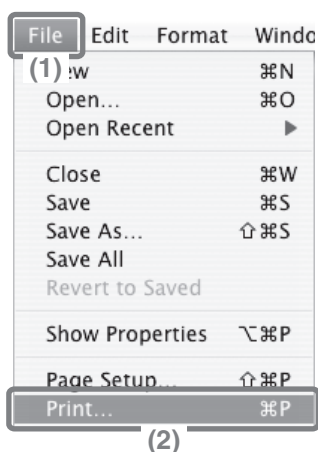 File Edit Format Windo
(1) ew ⌘N
Open... ⌘O
Open Recent ▶
Close ⌘W
Save ⌘S
Save As... ⇧⌘S
Save All
Revert to Saved
Show Properties ⌥⌘P
Page Setup... ⇧⌘P
Print... ⌘P
(2)